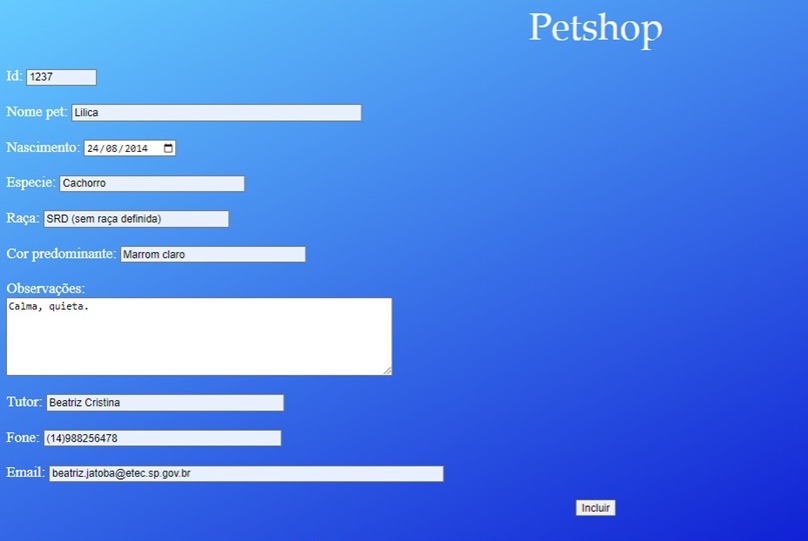 Petshop
Id: 1237
Nome pet: Lilica
Nascimento: 24/08/2014
Especie: Cachorro
Raça: SRD (sem raça definida)
Cor predominante: Marrom claro
Observações:
Calma, quieta.
Tutor: Beatriz Cristina
Fone: (14)988256478
Email: beatriz.jatoba@etec.sp.gov.br
Incluir